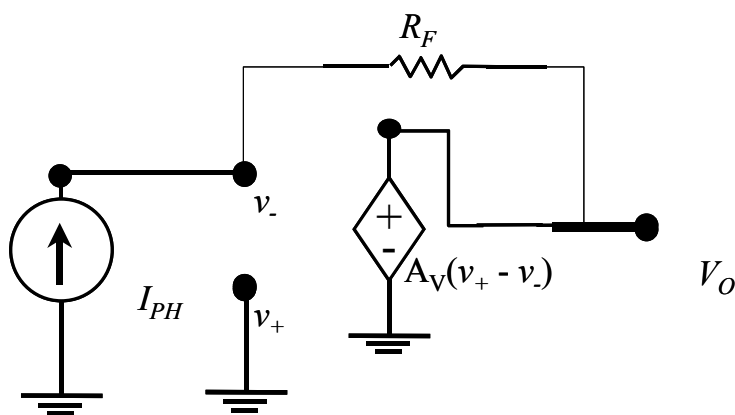 R_F
v_-
+
-
A_V(v_+ - v_-)
V_O
I_PH
v_+